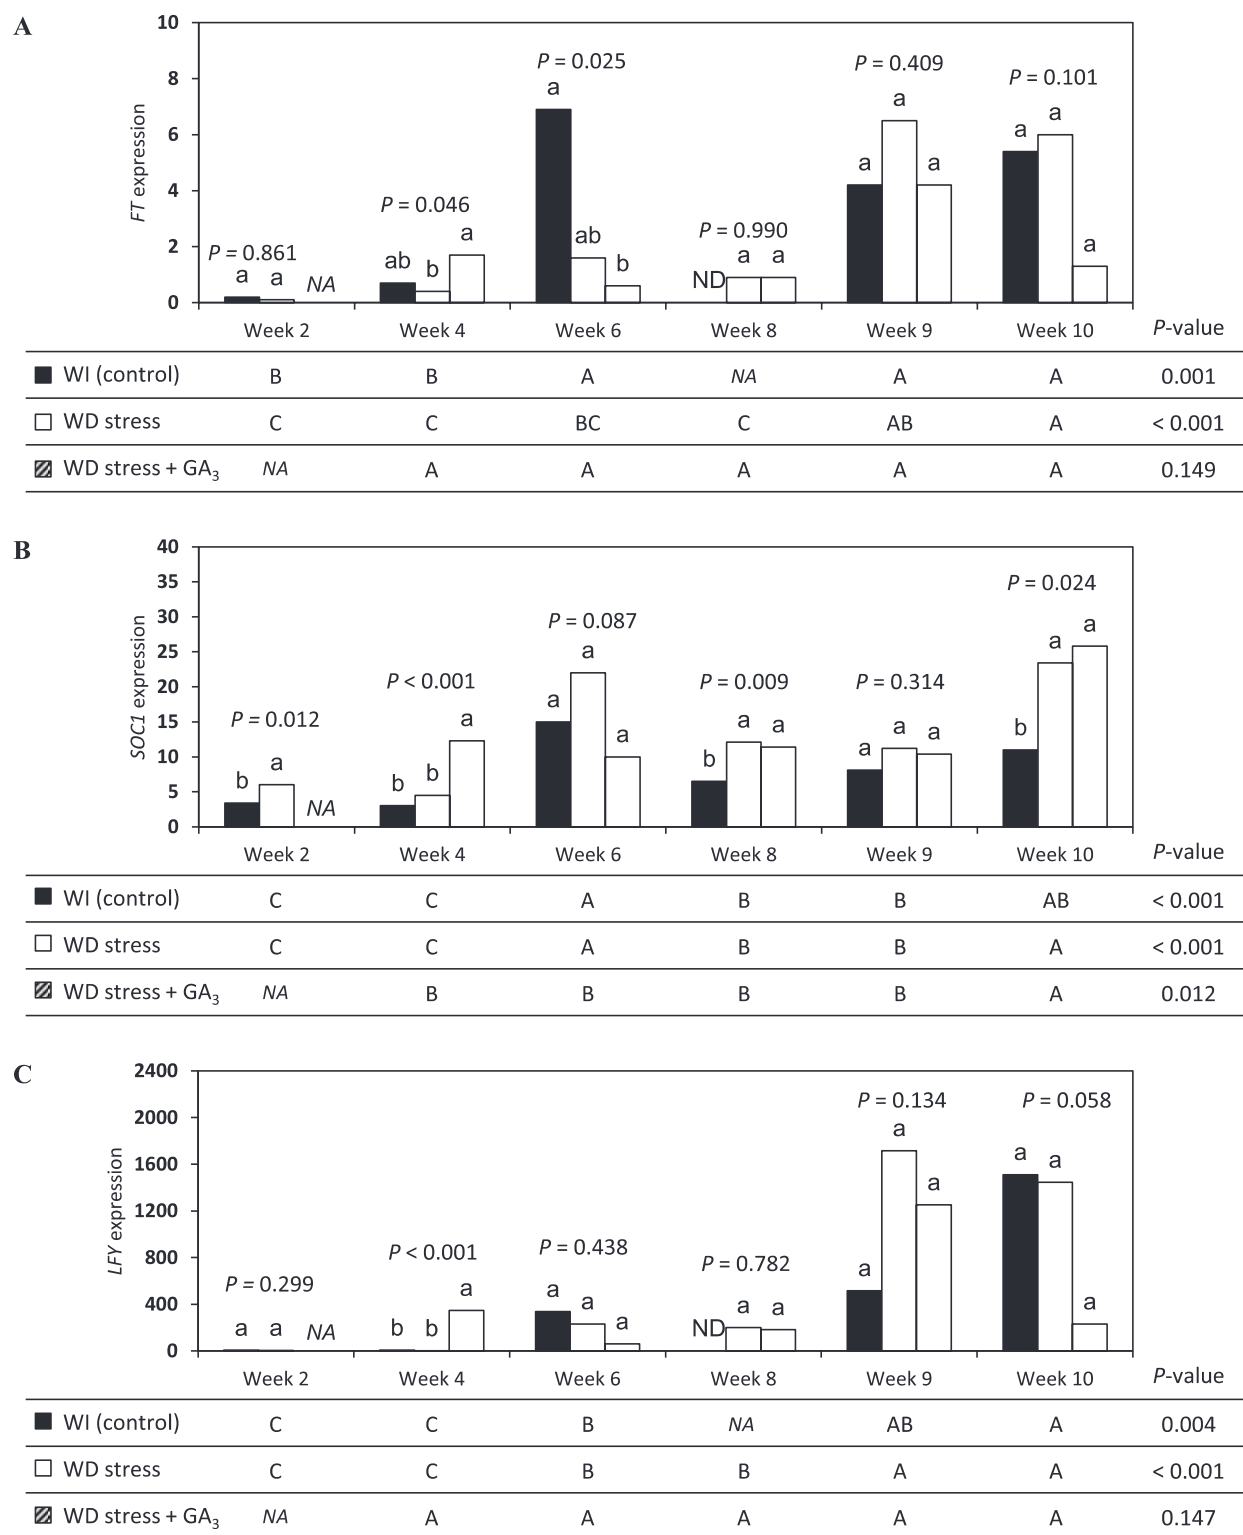 A
10
8
6
4
2
0
FT expression
P = 0.861
a a NA
P = 0.046
ab b a
P = 0.025
a ab b
P = 0.990
ND a a
P = 0.409
a a a
P = 0.101
a a a
Week 2 Week 4 Week 6 Week 8 Week 9 Week 10 P-value
WI (control) B B A NA A A 0.001
WD stress C C BC C AB A < 0.001
WD stress + GA₃ NA A A A A A 0.149
B
40
35
30
25
20
15
10
5
0
SOC1 expression
P = 0.012
b a NA
P < 0.001
b b a
P = 0.087
a a a
P = 0.009
b a a
P = 0.314
a a a
P = 0.024
b a a
Week 2 Week 4 Week 6 Week 8 Week 9 Week 10 P-value
WI (control) C C A B B AB < 0.001
WD stress C C A B B A < 0.001
WD stress + GA₃ NA B B B B A 0.012
C
2400
2000
1600
1200
800
400
0
LFY expression
P = 0.299
a a NA
P < 0.001
b b a
P = 0.438
a a a
P = 0.782
ND a a
P = 0.134
a a a
P = 0.058
a a a
Week 2 Week 4 Week 6 Week 8 Week 9 Week 10 P-value
WI (control) C C B NA AB A 0.004
WD stress C C B B A A < 0.001
WD stress + GA₃ NA A A A A A 0.147